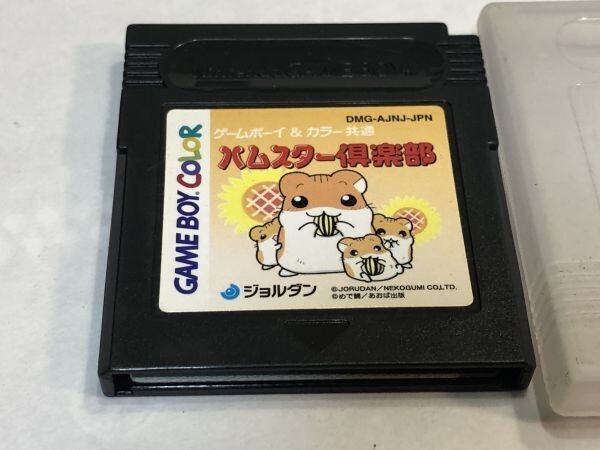 DMG-AJNJ-JPN
ゲームボーイ & カラー共通
ハムスター倶楽部
GAME BOY COLOR
ジョルダン
©JORUDAN/NEKOGUMI CO.,LTD.
©めで鯛/あおば出版